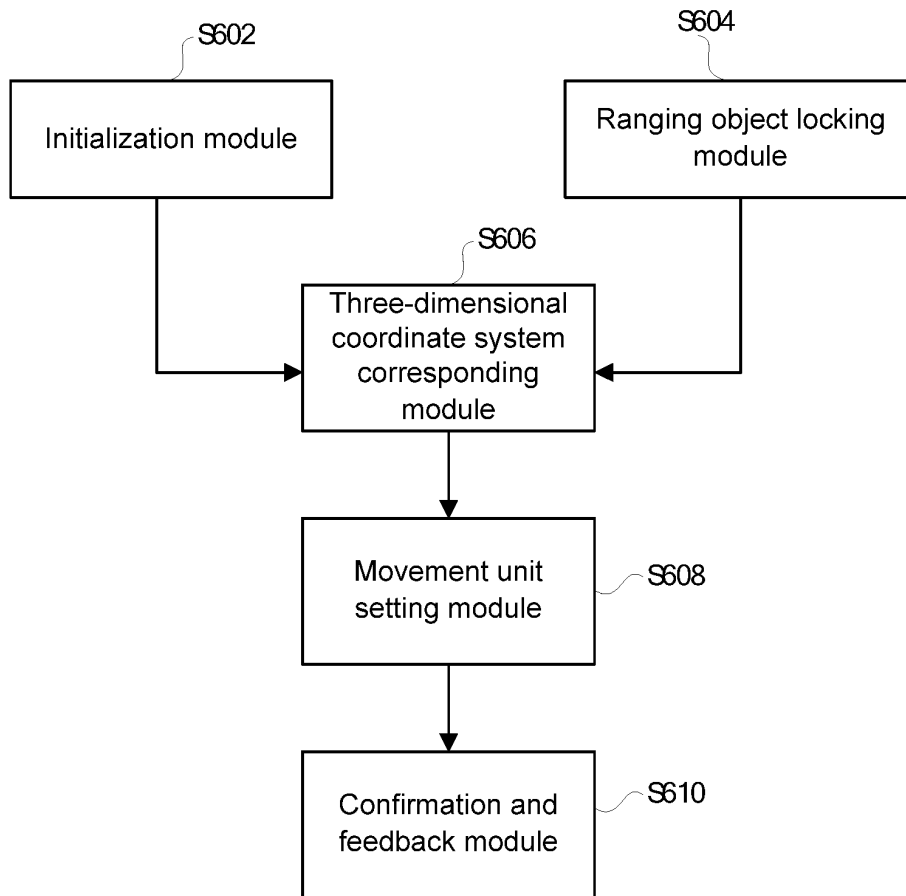 S602
S604
Initialization module
Ranging object locking
module
S606
Three-dimensional
coordinate system
corresponding
module
Movement unit
setting module
S608
Confirmation and
feedback module
S610